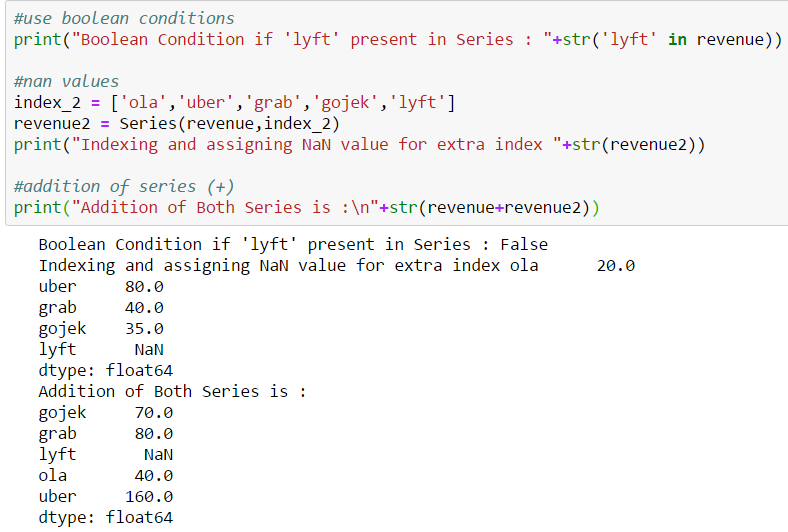 #use boolean conditions
print("Boolean Condition if 'lyft' present in Series : "+str('lyft' in revenue))
#nan values
index_2 = ['ola','uber','grab','gojek','lyft']
revenue2 = Series(revenue,index_2)
print("Indexing and assigning NaN value for extra index "+str(revenue2))
#addition of series (+)
print("Addition of Both Series is :\n"+str(revenue+revenue2))
Boolean Condition if 'lyft' present in Series : False
Indexing and assigning NaN value for extra index ola      20.0
uber     80.0
grab     40.0
gojek    35.0
lyft      NaN
dtype: float64
Addition of Both Series is :
gojek     70.0
grab      80.0
lyft       NaN
ola       40.0
uber     160.0
dtype: float64